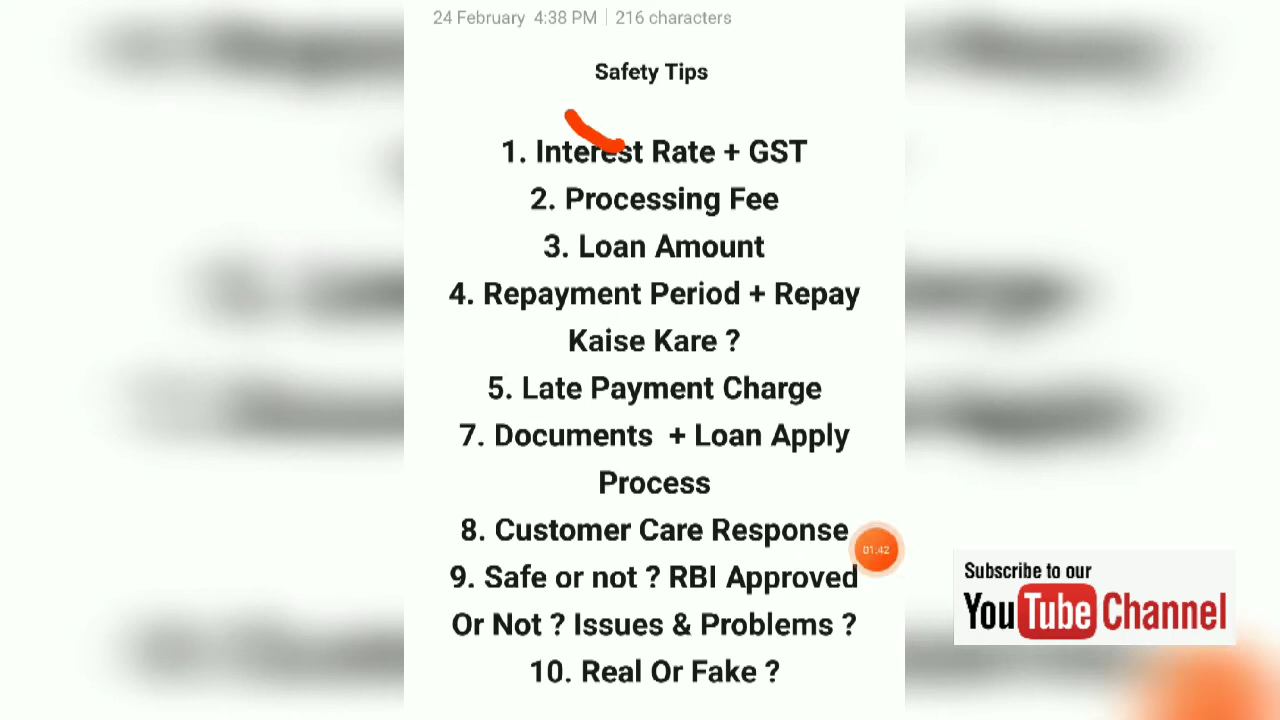 24 February 4:38 PM | 216 characters
Safety Tips
1. Interest Rate + GST
2. Processing Fee
3. Loan Amount
4. Repayment Period + Repay
Kaise Kare ?
5. Late Payment Charge
7. Documents + Loan Apply
Process
8. Customer Care Response
01:42
9. Safe or not ? RBI Approved
Or Not ? Issues & Problems ?
10. Real Or Fake ?
Subscribe to our
YouTube Channel